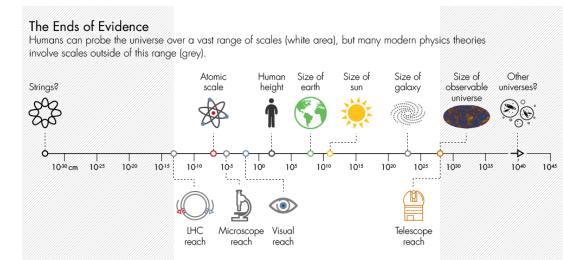 The Ends of Evidence
Humans can probe the universe over a vast range of scales (white area), but many modern physics theories
involve scales outside of this range (grey).
Strings?
Atomic
scale
Human
height
Size of
earth
Size of
sun
Size of
galaxy
Size of
observable
universe
Other
universes?
10⁻³⁰ cm 10⁻²⁵ 10⁻²⁰ 10⁻¹⁵ 10⁻¹⁰ 10⁻⁵ 10⁰ 10⁵ 10¹⁰ 10¹⁵ 10²⁰ 10²⁵ 10³⁰ 10³⁵ 10⁴⁰ 10⁴⁵
LHC
reach
Microscope
reach
Visual
reach
Telescope
reach